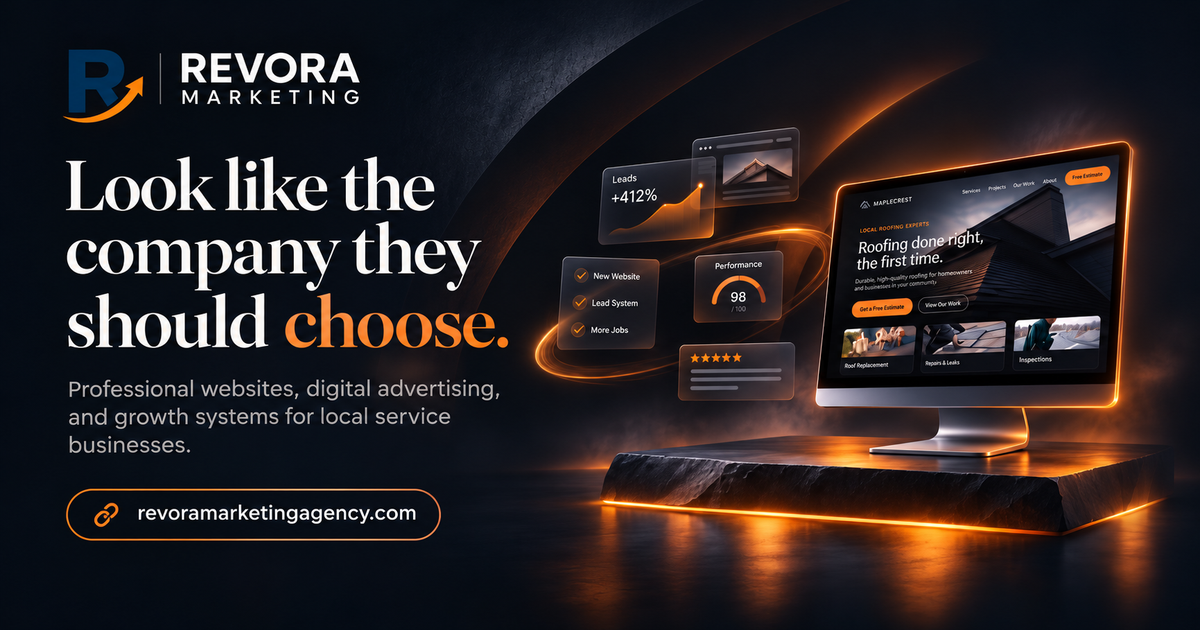 R
REVORA
MARKETING
Look like the
company they
should choose.
Professional websites, digital advertising,
and growth systems for local service
businesses.
revoramarketingagency.com
Leads
+412%
New Website
Lead System
More Jobs
Performance
98
/ 100
MAPLECREST
Services Projects Our Work About Free Estimate
LOCAL ROOFING EXPERTS
Roofing done right,
the first time.
Durable, high-quality roofing for homeowners
and businesses in your community.
Get a Free Estimate View Our Work
Roof Replacement Repairs & Leaks Inspections